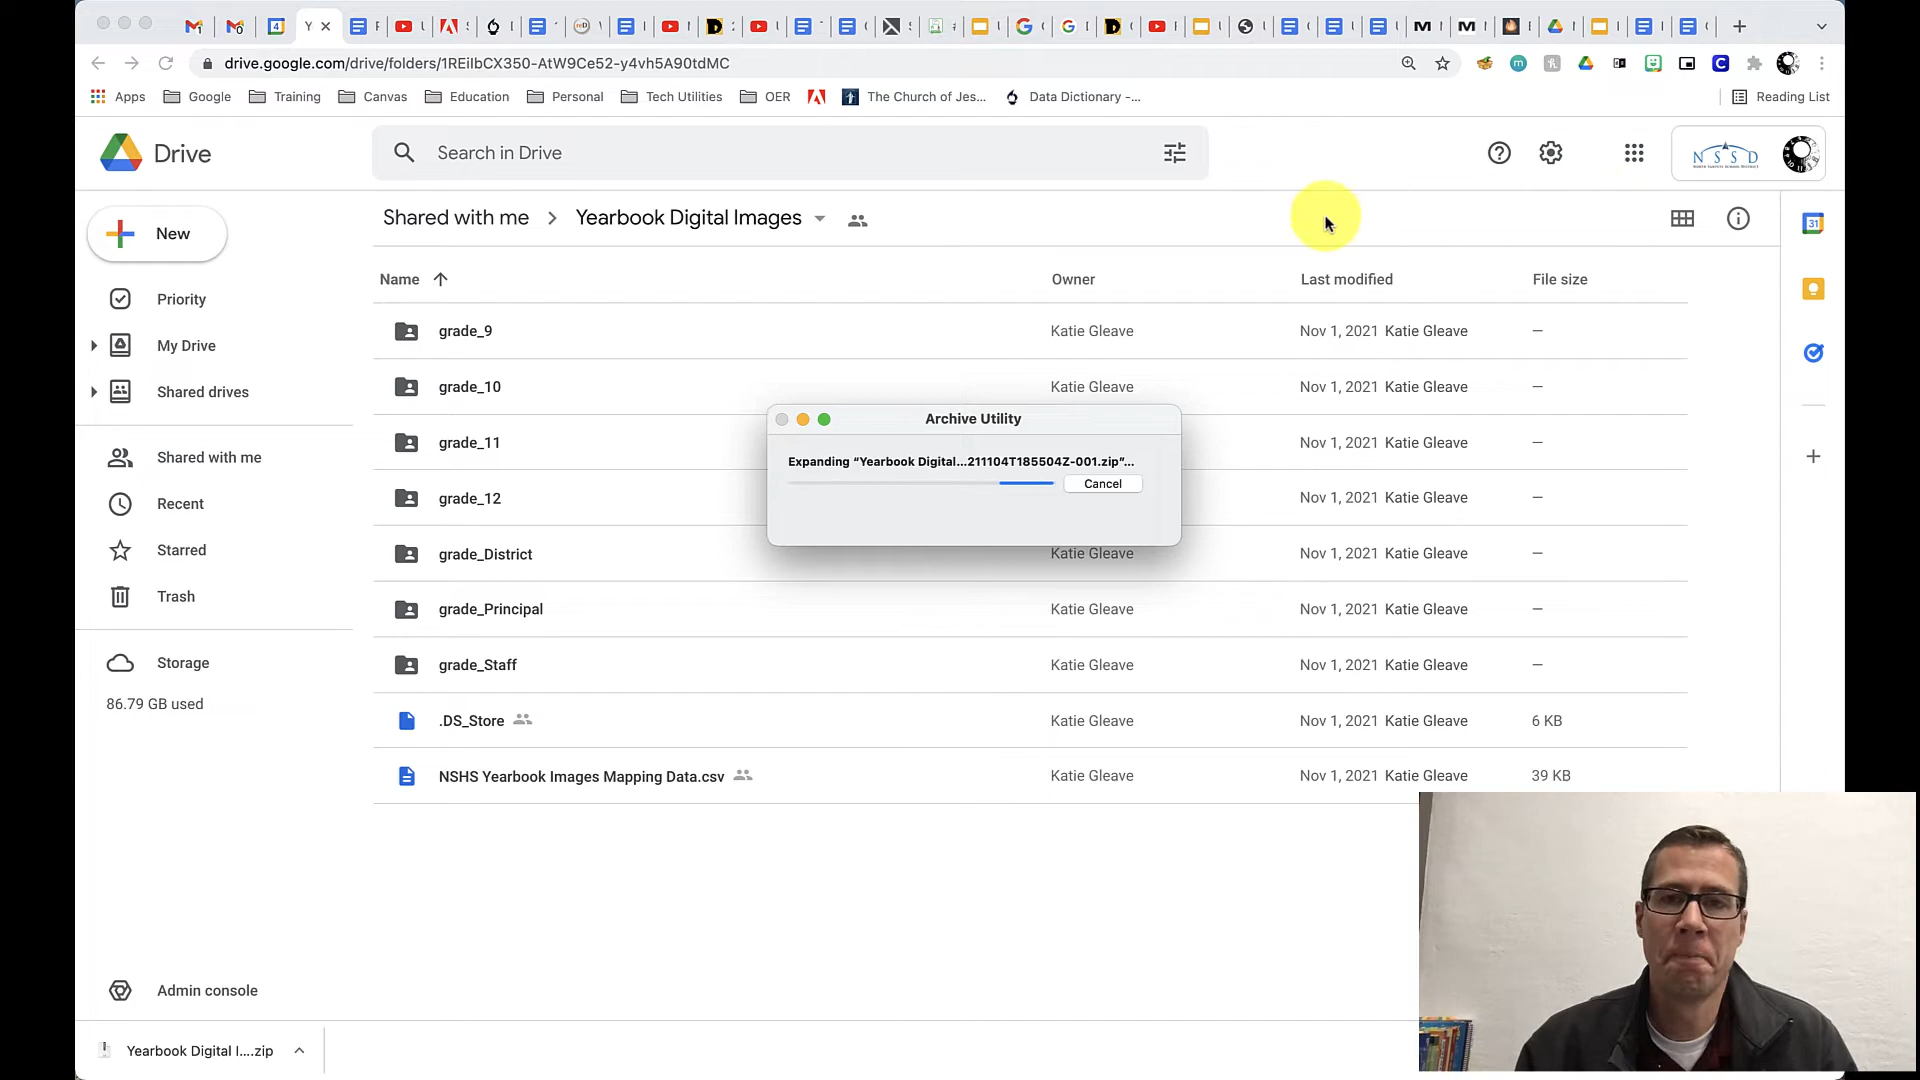 drive.google.com/drive/folders/1REiIbCX350-AtW9Ce52-y4vh5A90tdMC
Apps Google Training Canvas Education Personal Tech Utilities OER The Church of Jes... Data Dictionary -... Reading List
Drive
Search in Drive
NSSD
New
Shared with me > Yearbook Digital Images
Name Owner Last modified File size
Priority
My Drive
Shared drives
Shared with me
Recent
Starred
Trash
Storage
86.79 GB used
Admin console
grade_9 Katie Gleave Nov 1, 2021 Katie Gleave —
grade_10 Katie Gleave Nov 1, 2021 Katie Gleave —
grade_11 Nov 1, 2021 Katie Gleave —
grade_12 Nov 1, 2021 Katie Gleave —
grade_District Katie Gleave Nov 1, 2021 Katie Gleave —
grade_Principal Katie Gleave Nov 1, 2021 Katie Gleave —
grade_Staff Katie Gleave Nov 1, 2021 Katie Gleave —
.DS_Store Katie Gleave Nov 1, 2021 Katie Gleave 6 KB
NSHS Yearbook Images Mapping Data.csv Katie Gleave Nov 1, 2021 Katie Gleave 39 KB
Archive Utility
Expanding “Yearbook Digital...211104T185504Z-001.zip”...
Cancel
Yearbook Digital I....zip